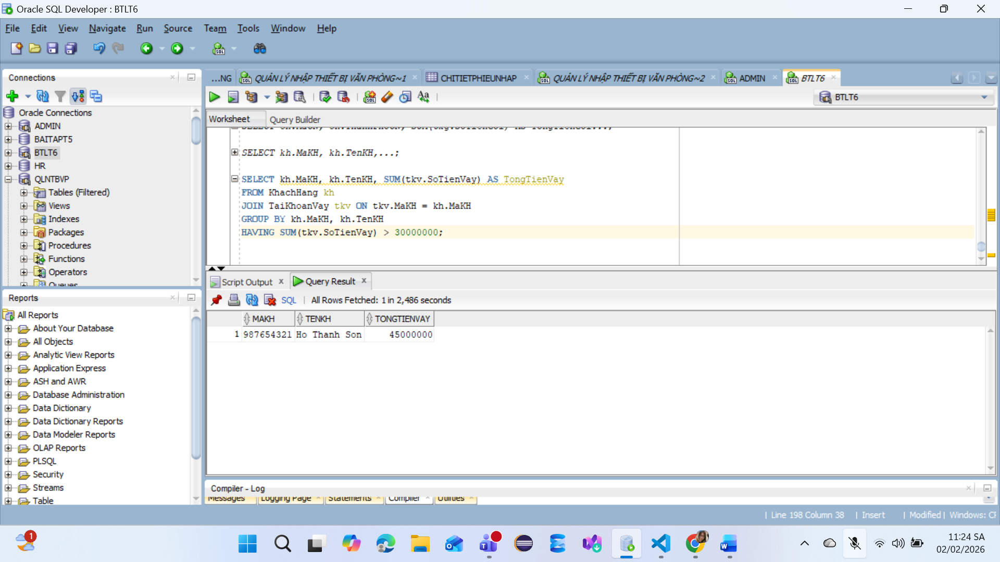 Oracle SQL Developer : BTLT6
File Edit View Navigate Run Source Team Tools Window Help
Connections
Oracle Connections
ADMIN
BAITAPT5
BTLT6
HR
QLNTBVP
Tables (Filtered)
Views
Indexes
Packages
Procedures
Functions
Operators
Queues
Reports
All Reports
About Your Database
All Objects
Analytic View Reports
Application Express
ASH and AWR
Database Administration
Data Dictionary
Data Dictionary Reports
Data Modeler Reports
OLAP Reports
PLSQL
Security
Streams
Table
...NG QUẢN LÝ NHẬP THIẾT BỊ VĂN PHÒNG~1 CHITIETPHIEUNHAP QUẢN LÝ NHẬP THIẾT BỊ VĂN PHÒNG~2 ADMIN BTLT6
BTLT6
Worksheet Query Builder
SELECT kh.MaKH, kh.TenKH,...;
SELECT kh.MaKH, kh.TenKH, SUM(tkv.SoTienVay) AS TongTienVay
FROM KhachHang kh
JOIN TaiKhoanVay tkv ON tkv.MaKH = kh.MaKH
GROUP BY kh.MaKH, kh.TenKH
HAVING SUM(tkv.SoTienVay) > 30000000;
Script Output x Query Result x
SQL | All Rows Fetched: 1 in 2,486 seconds
MAKH TENKH TONGTIENVAY
1 987654321 Ho Thanh Son 45000000
Compiler - Log
Messages Logging Page Statements Compiler Utilities
| Line 198 Column 38 | Insert | Modified | Windows: CF
1
11:24 SA
02/02/2026